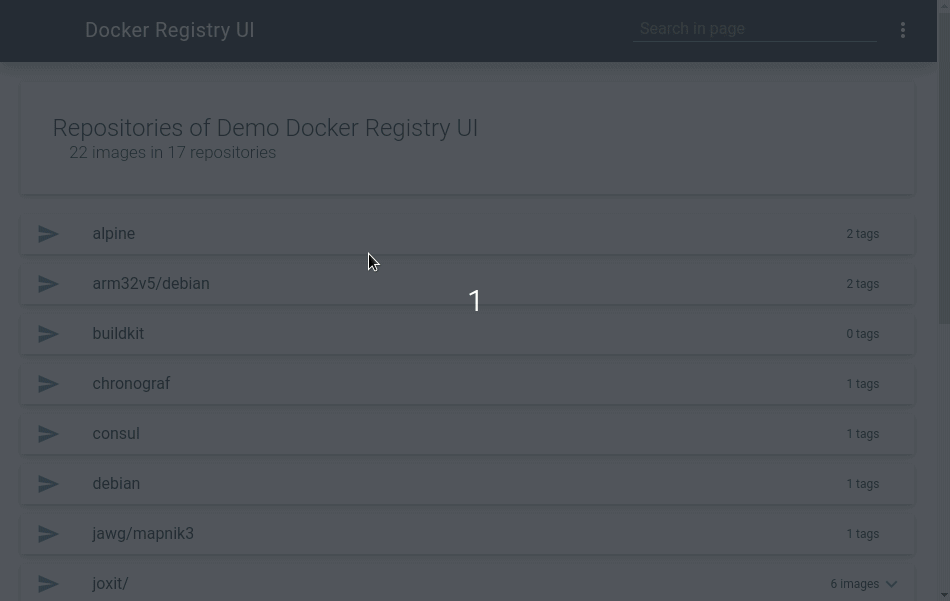 Docker Registry UI
Search in page
Repositories of Demo Docker Registry UI
22 images in 17 repositories
alpine 2 tags
arm32v5/debian 2 tags
1
buildkit 0 tags
chronograf 1 tags
consul 1 tags
debian 1 tags
jawg/mapnik3 1 tags
joxit/ 6 images